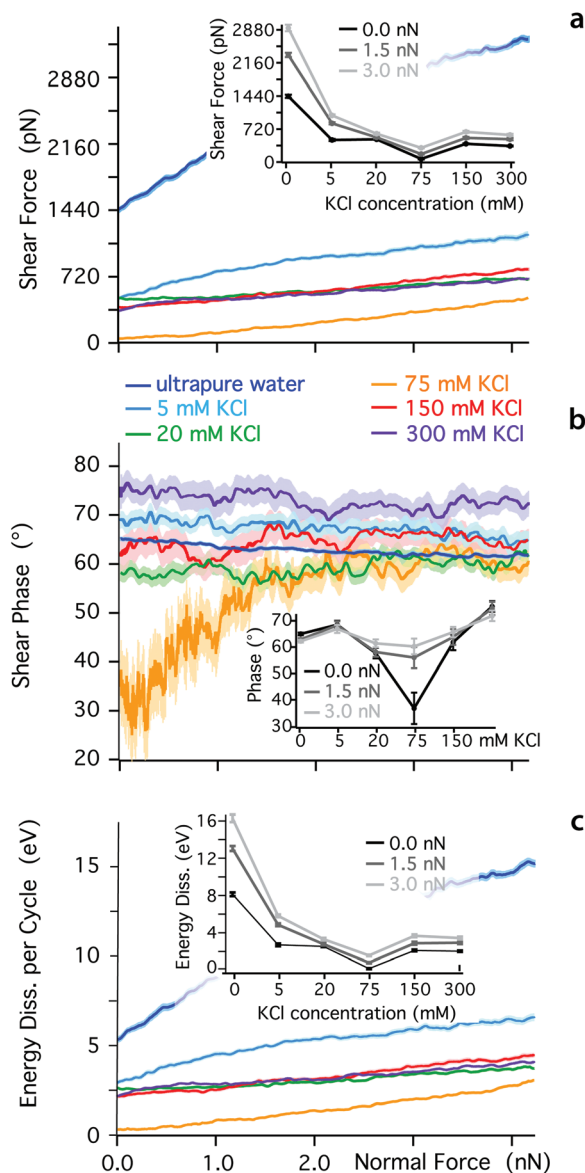 a
Shear Force (pN)
2880
2160
1440
720
0
Shear Force (pN)
2880
2160
1440
720
0
0.0 nN
1.5 nN
3.0 nN
0 5 20 75 150 300
KCl concentration (mM)
ultrapure water
5 mM KCl
20 mM KCl
75 mM KCl
150 mM KCl
300 mM KCl
b
Shear Phase (°)
80
70
60
50
40
30
20
Phase (°)
70
60
50
40
30
0.0 nN
1.5 nN
3.0 nN
0 5 20 75 150 mM KCl
c
Energy Diss. per Cycle (eV)
15
10
5
0
Energy Diss. (eV)
16
12
8
4
0
0.0 nN
1.5 nN
3.0 nN
0 5 20 75 150 300
KCl concentration (mM)
0.0 1.0 2.0 Normal Force (nN)